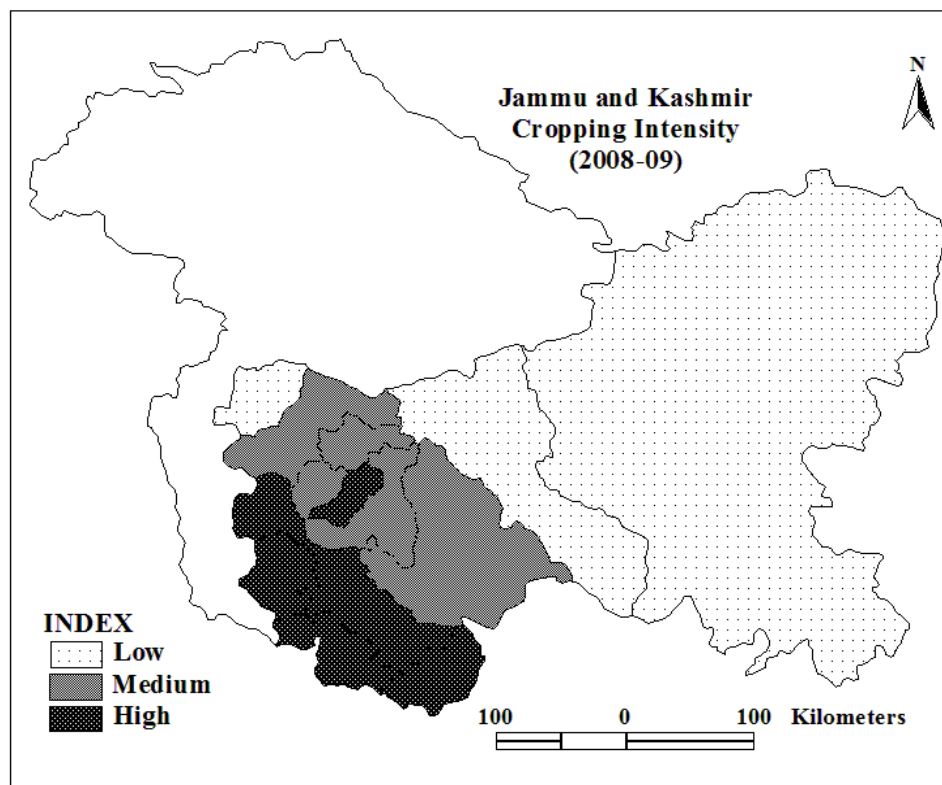 N
Jammu and Kashmir
Cropping Intensity
(2008-09)
INDEX
Low
Medium
High
100 0 100 Kilometers